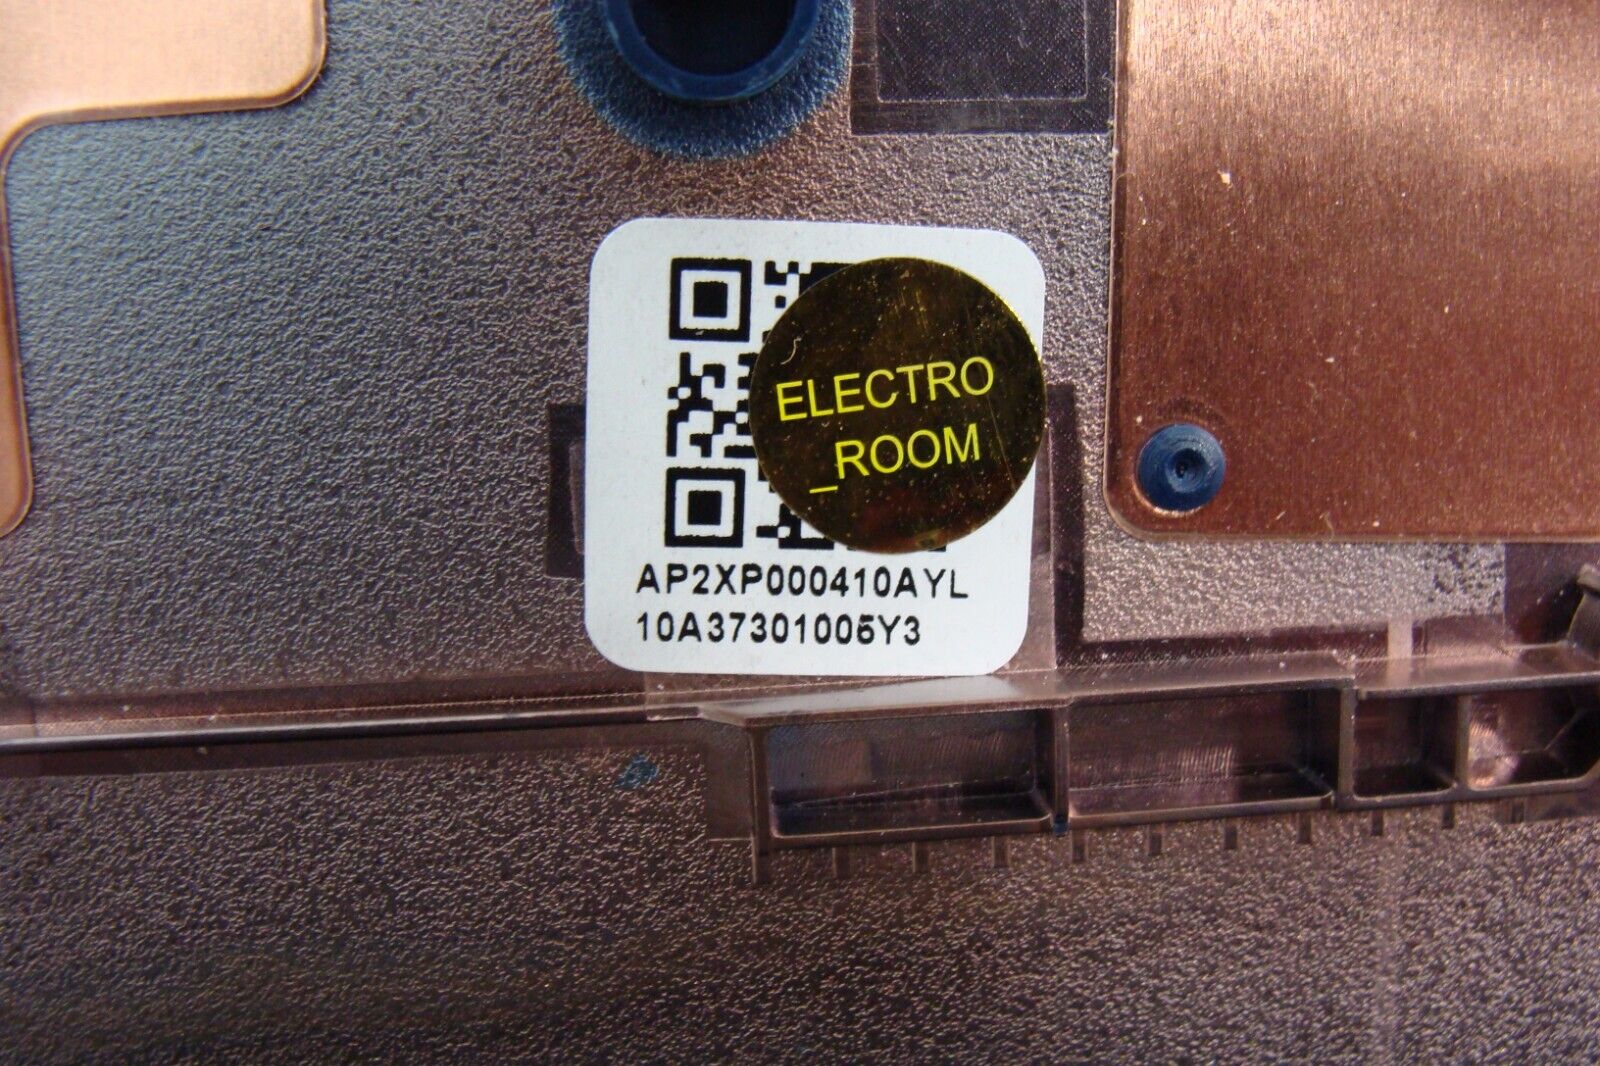 ELECTRO
_ROOM
AP2XP000410AYL
10A37301005Y3